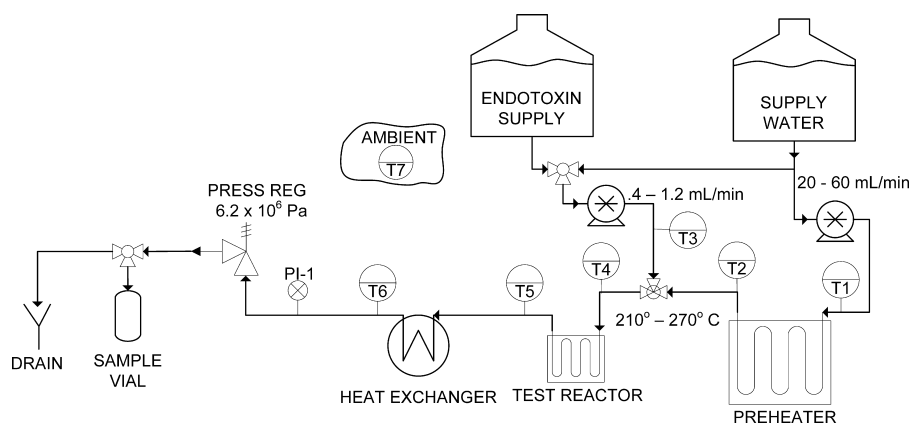 ENDOTOXIN
SUPPLY
SUPPLY
WATER
AMBIENT
T7
PRESS REG
6.2 x 10⁶ Pa
.4 – 1.2 mL/min
20 - 60 mL/min
T3
PI-1
T6
T5
T4
T2
T1
210° – 270° C
DRAIN
SAMPLE
VIAL
HEAT EXCHANGER
TEST REACTOR
PREHEATER